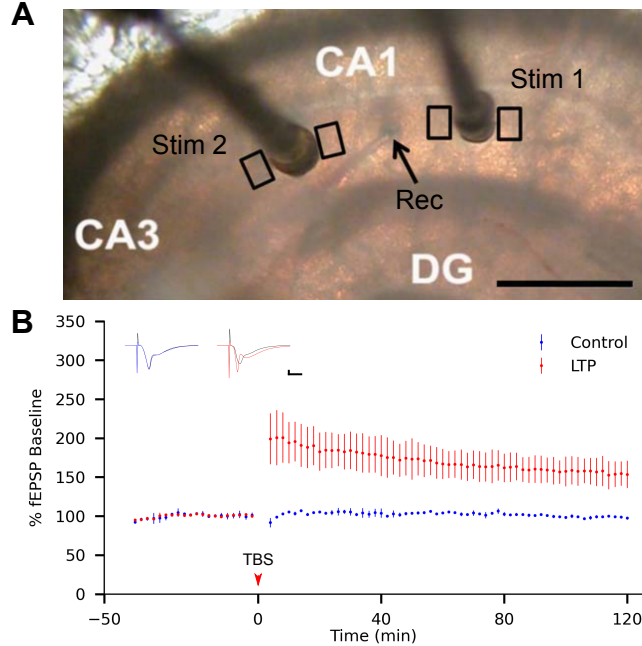 A
CA1
Stim 1
Stim 2
Rec
CA3
DG
B
350
300
250
200
150
100
50
0
% fEPSP Baseline
Control
LTP
TBS
−50
0
40
80
120
Time (min)